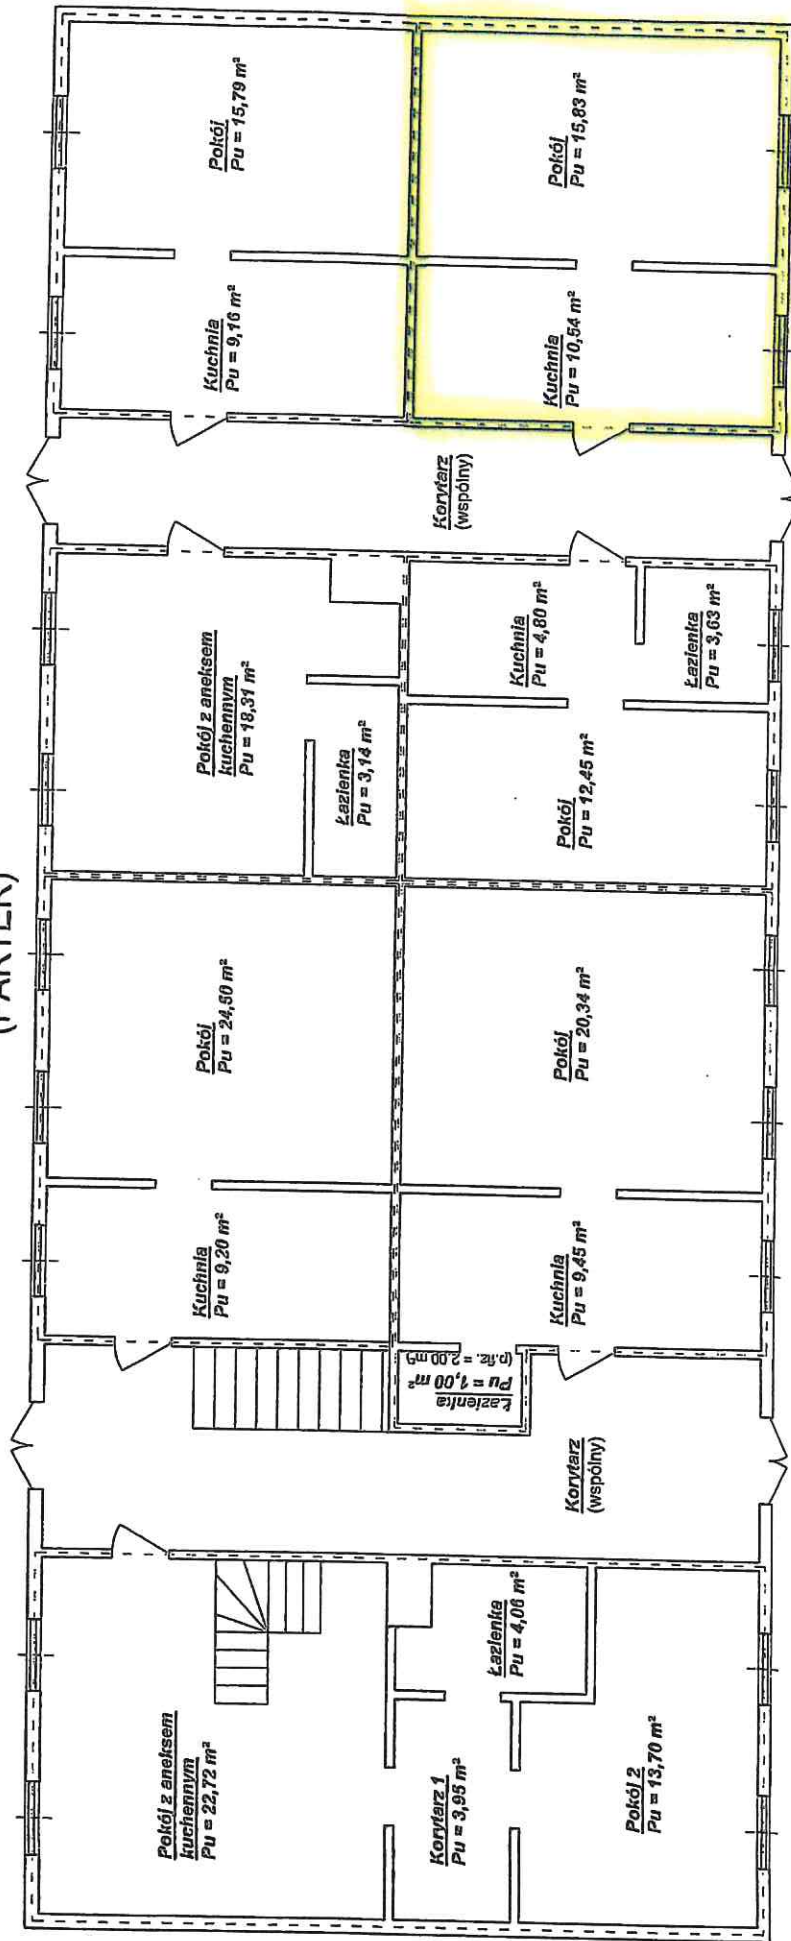 (PARTER)
Pokój z aneksem
kuchennym
Pu = 22,72 m²
Korytarz 1
Pu = 3,95 m²
Pokój 2
Pu = 13,70 m²
Łazienka
Pu = 4,06 m²
Korytarz
(wspólny)
Łazienka
Pu = 1,00 m²
(p.fiz. = 2,00 m²)
Kuchnia
Pu = 9,20 m²
Kuchnia
Pu = 9,45 m²
Pokój
Pu = 24,60 m²
Pokój
Pu = 20,34 m²
Pokój z aneksem
kuchennym
Pu = 18,31 m²
Łazienka
Pu = 3,14 m²
Pokój
Pu = 12,45 m²
Kuchnia
Pu = 4,80 m²
Łazienka
Pu = 3,63 m²
Korytarz
(wspólny)
Kuchnia
Pu = 9,16 m²
Kuchnia
Pu = 10,54 m²
Pokój
Pu = 15,79 m²
Pokój
Pu = 15,83 m²